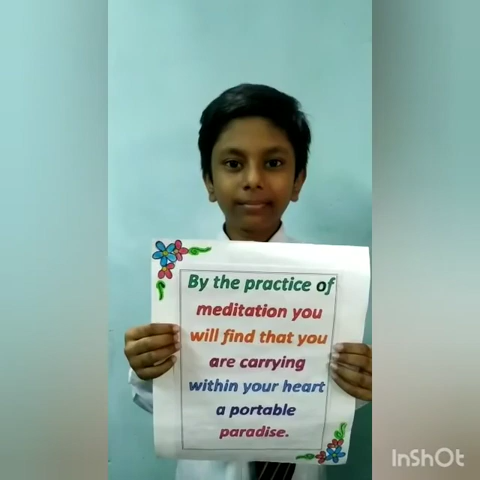 By the practice of
meditation you
will find that you
are carrying
within your heart
a portable
paradise.
InShOt